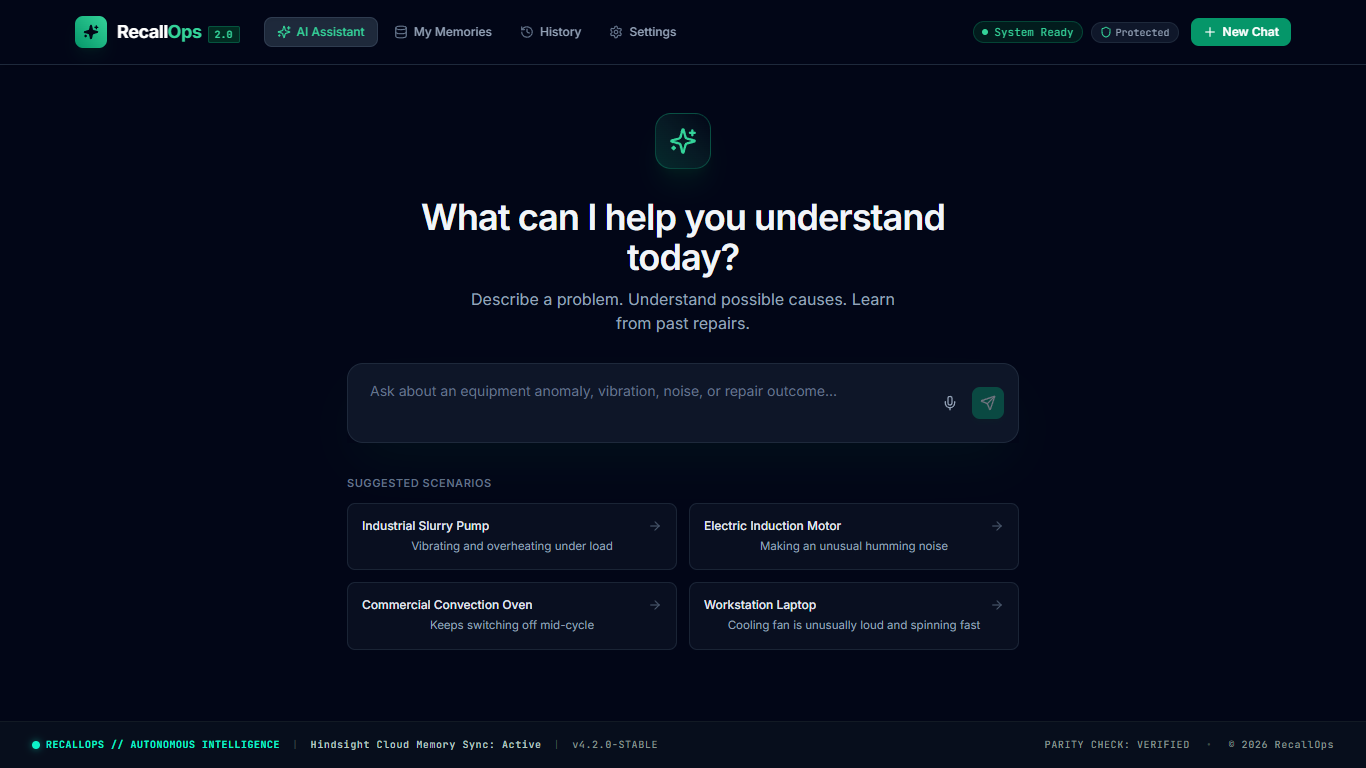 RecallOps 2.0 AI Assistant My Memories History Settings System Ready Protected New Chat
What can I help you understand
today?
Describe a problem. Understand possible causes. Learn
from past repairs.
Ask about an equipment anomaly, vibration, noise, or repair outcome...
SUGGESTED SCENARIOS
Industrial Slurry Pump
Vibrating and overheating under load
Electric Induction Motor
Making an unusual humming noise
Commercial Convection Oven
Keeps switching off mid-cycle
Workstation Laptop
Cooling fan is unusually loud and spinning fast
RECALLOPS // AUTONOMOUS INTELLIGENCE | Hindsight Cloud Memory Sync: Active | v4.2.0-STABLE PARITY CHECK: VERIFIED · © 2026 RecallOps